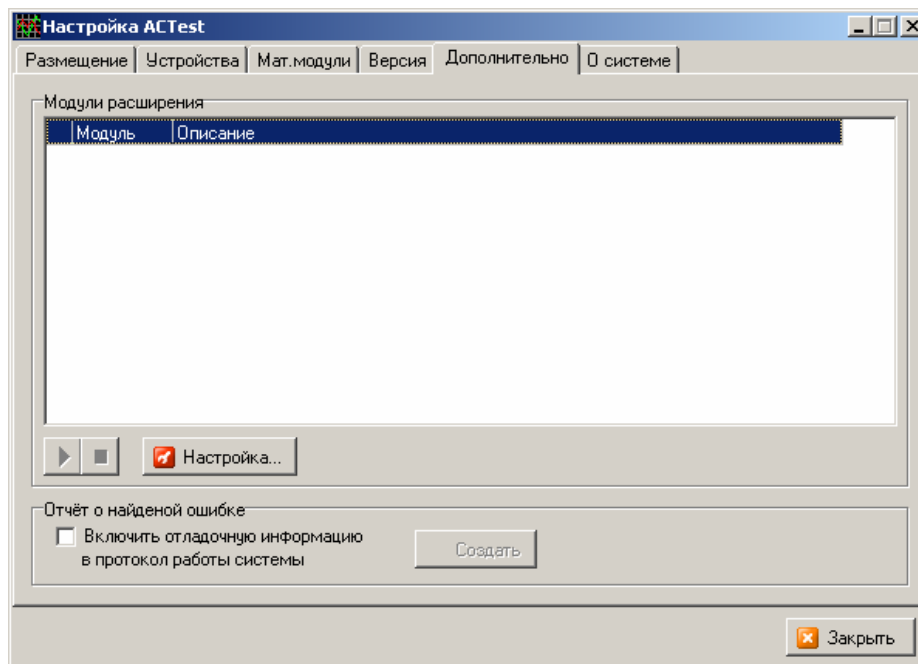 Настройка ACTest
Размещение Устройства Мат.модули Версия Дополнительно О системе
Модули расширения
Модуль Описание
Настройка...
Отчёт о найденой ошибке
Включить отладочную информацию
в протокол работы системы
Создать
Закрыть